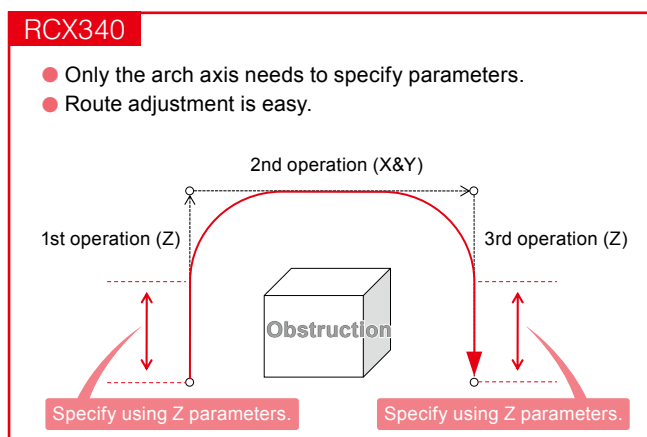 RCX340
Only the arch axis needs to specify parameters.
Route adjustment is easy.
2nd operation (X&Y)
1st operation (Z)
3rd operation (Z)
Obstruction
Specify using Z parameters.
Specify using Z parameters.